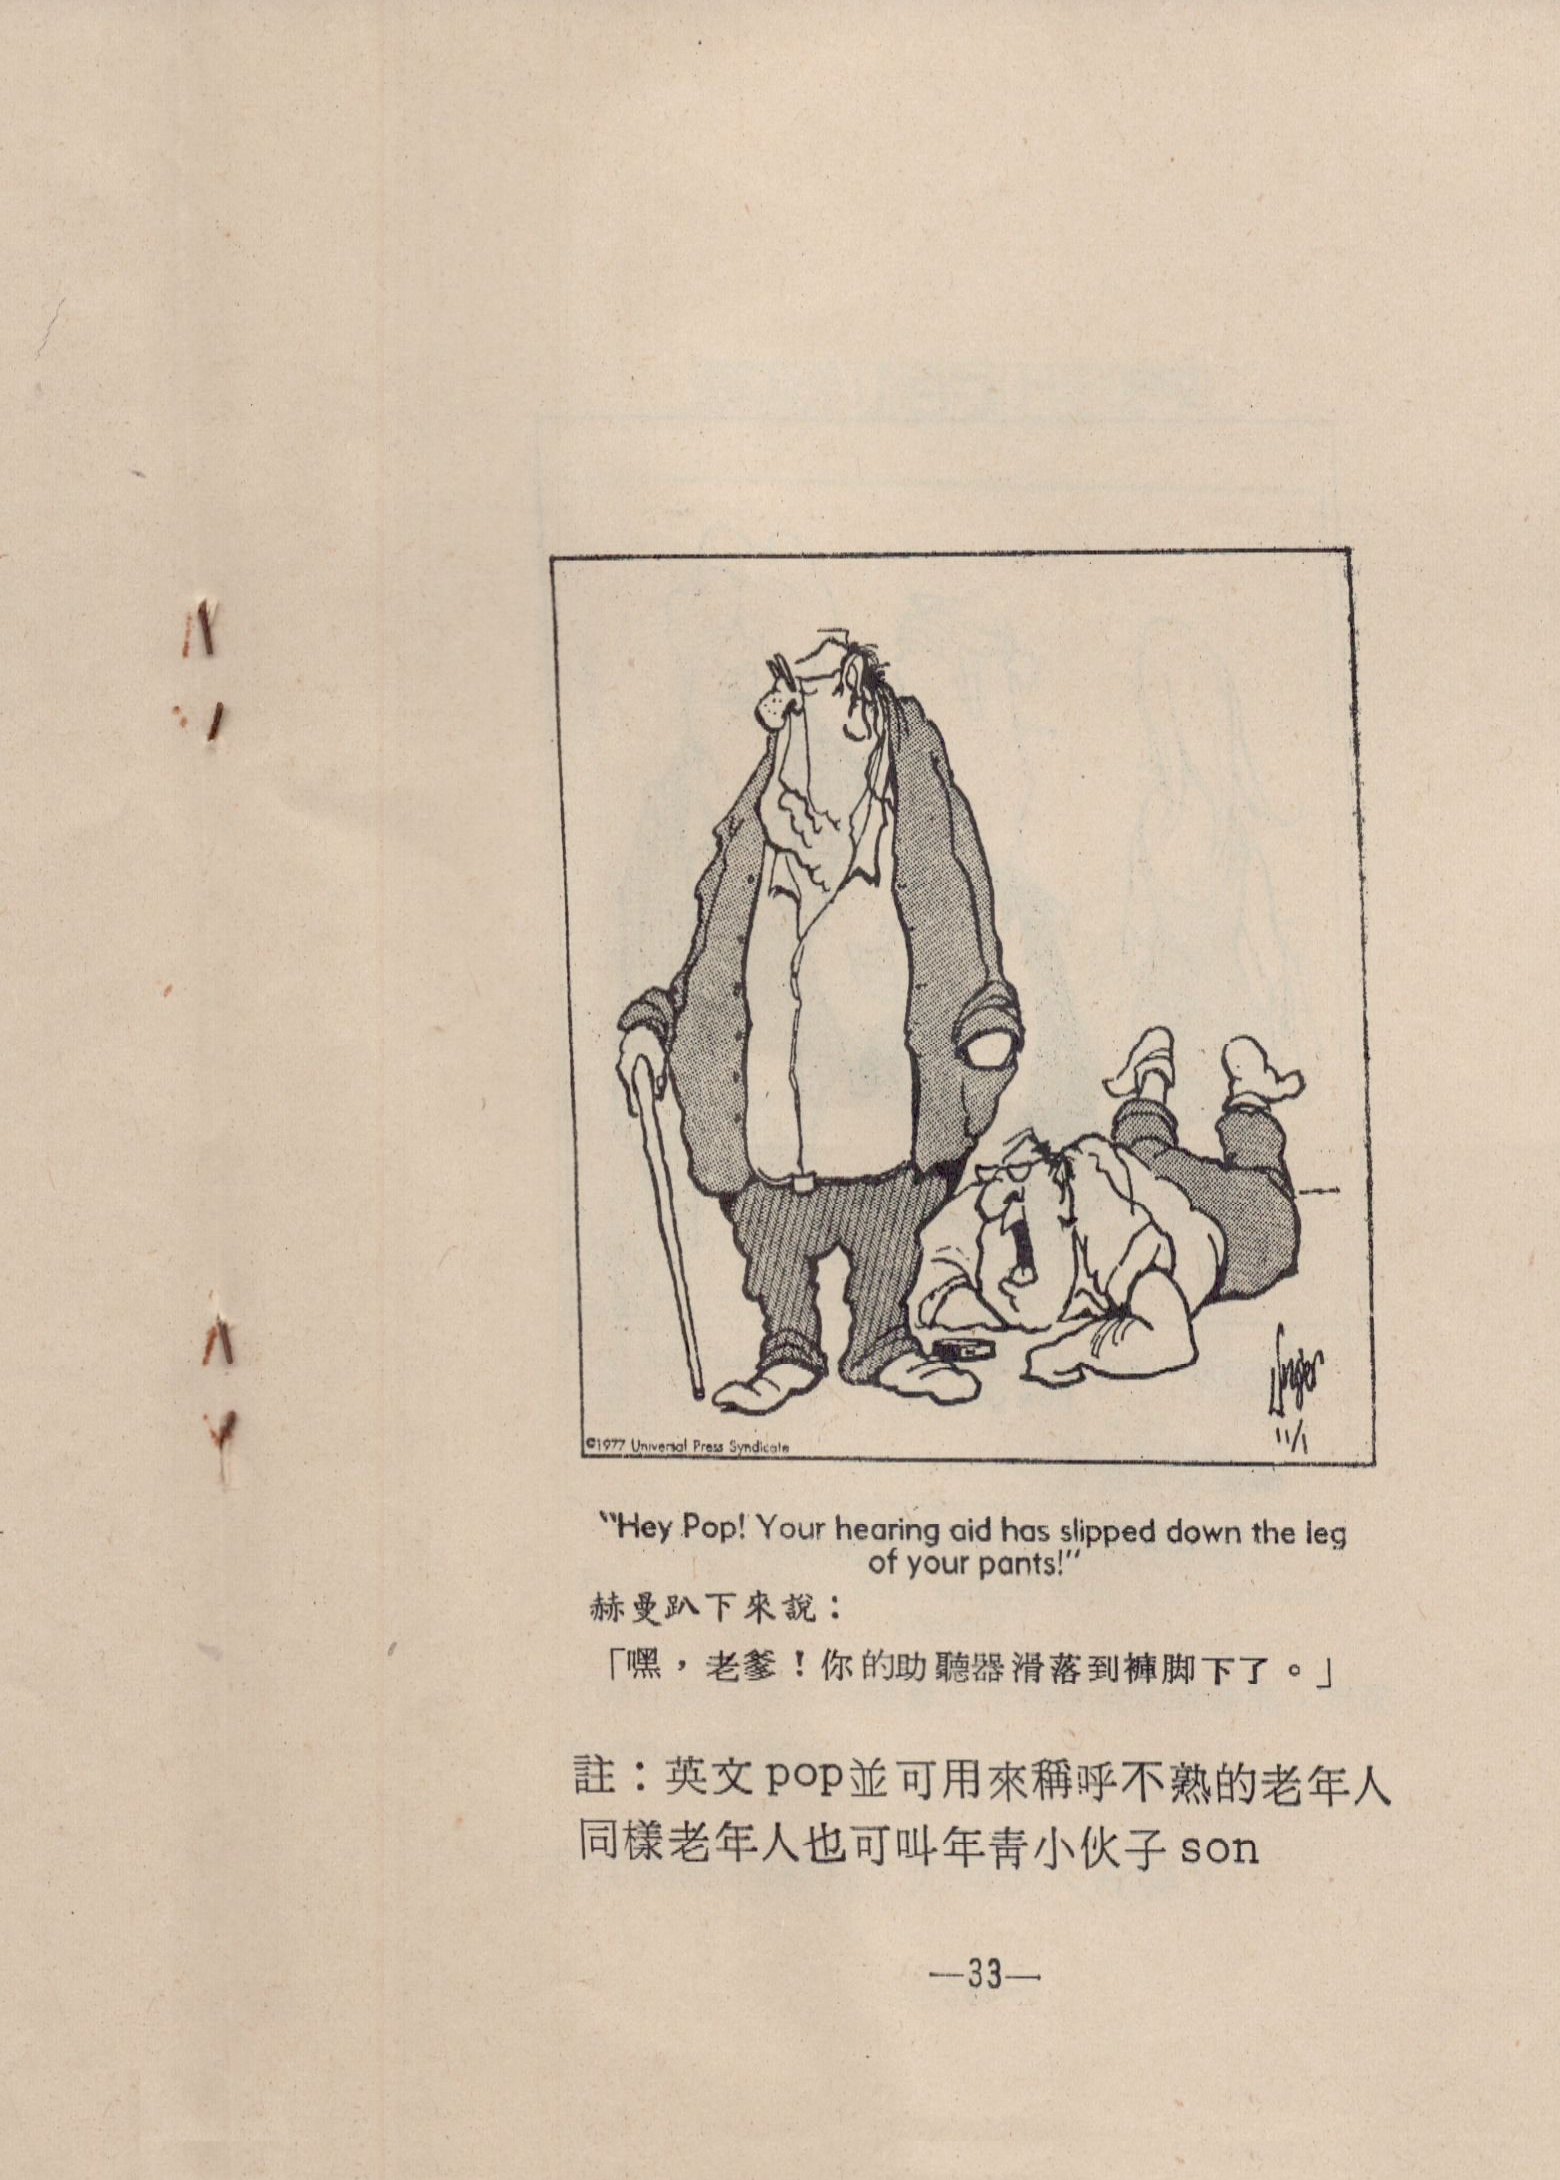 Unger
11/1
©1977 Universal Press Syndicate
"Hey Pop! Your hearing aid has slipped down the leg
of your pants!"
赫曼趴下來說：
「嘿，老爹！你的助聽器滑落到褲脚下了。」
註：英文pop並可用來稱呼不熟的老年人
同樣老年人也可叫年靑小伙子 son
—33—